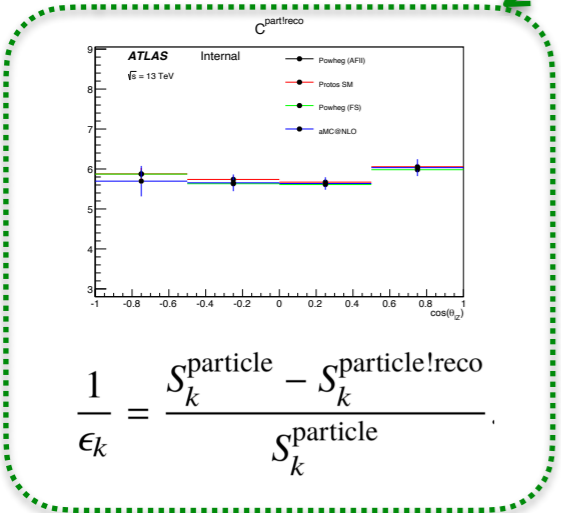 C^part!reco
ATLAS Internal
√s = 13 TeV
Powheg (AFII)
Protos SM
Powheg (FS)
aMC@NLO
9
8
7
6
5
4
3
-1 -0.8 -0.6 -0.4 -0.2 0 0.2 0.4 0.6 0.8 1
cos(θ_lZ)
1/ϵ_k = (S_k^particle − S_k^particle!reco) / S_k^particle .